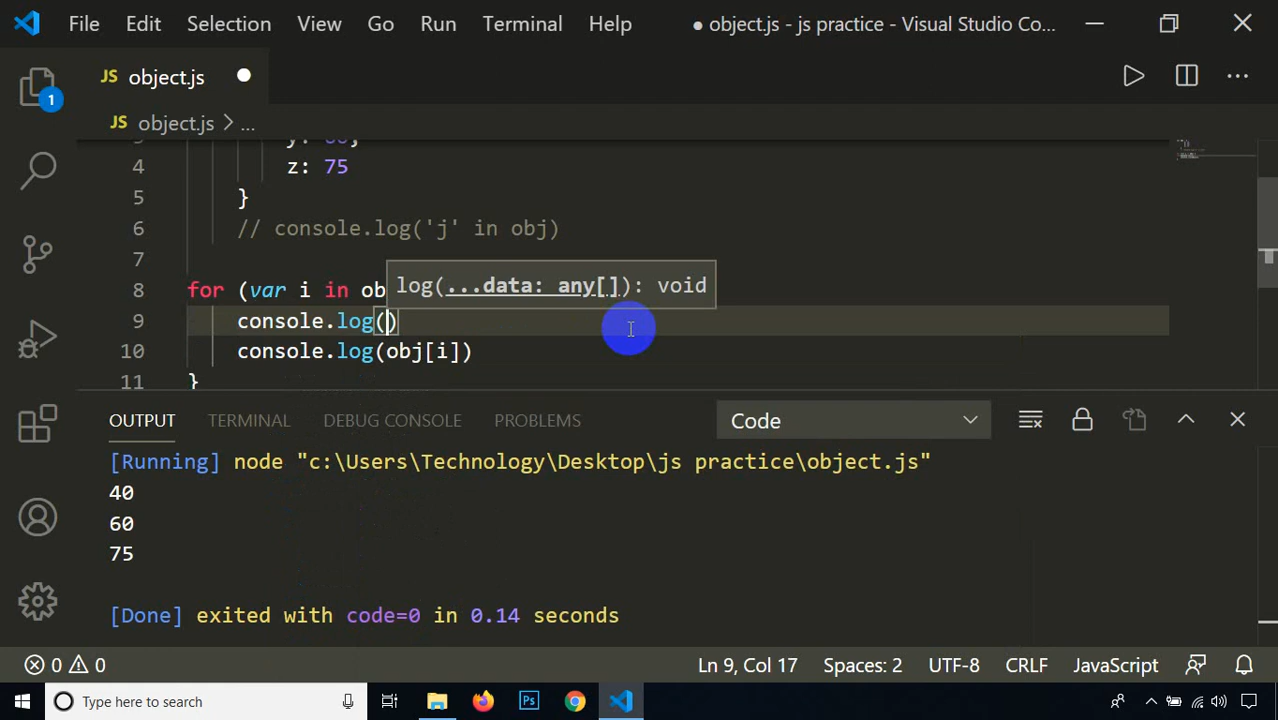 File Edit Selection View Go Run Terminal Help ● object.js - js practice - Visual Studio Co...
JS object.js ●
1
JS object.js > ...
4 z: 75
5 }
6 // console.log('j' in obj)
7
8 for (var i in ob
log(...data: any[]): void
9 console.log()
10 console.log(obj[i])
11 }
OUTPUT TERMINAL DEBUG CONSOLE PROBLEMS Code
[Running] node "c:\Users\Technology\Desktop\js practice\object.js"
40
60
75
[Done] exited with code=0 in 0.14 seconds
0 0 Ln 9, Col 17 Spaces: 2 UTF-8 CRLF JavaScript
Type here to search Ps